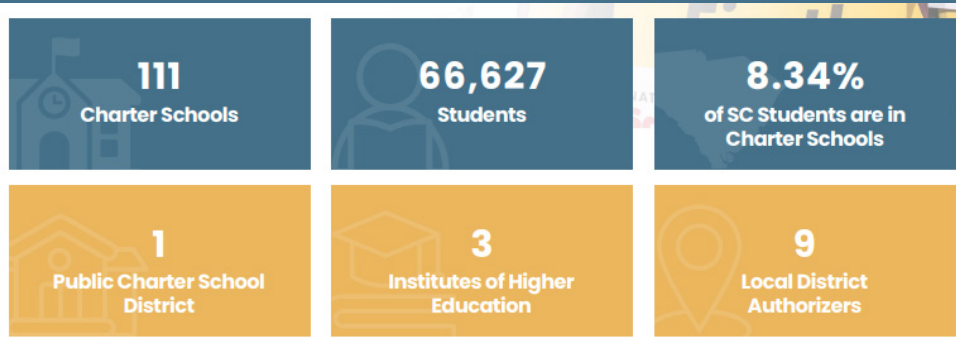 111
Charter Schools
66,627
Students
8.34%
of SC Students are in
Charter Schools
1
Public Charter School
District
3
Institutes of Higher
Education
9
Local District
Authorizers